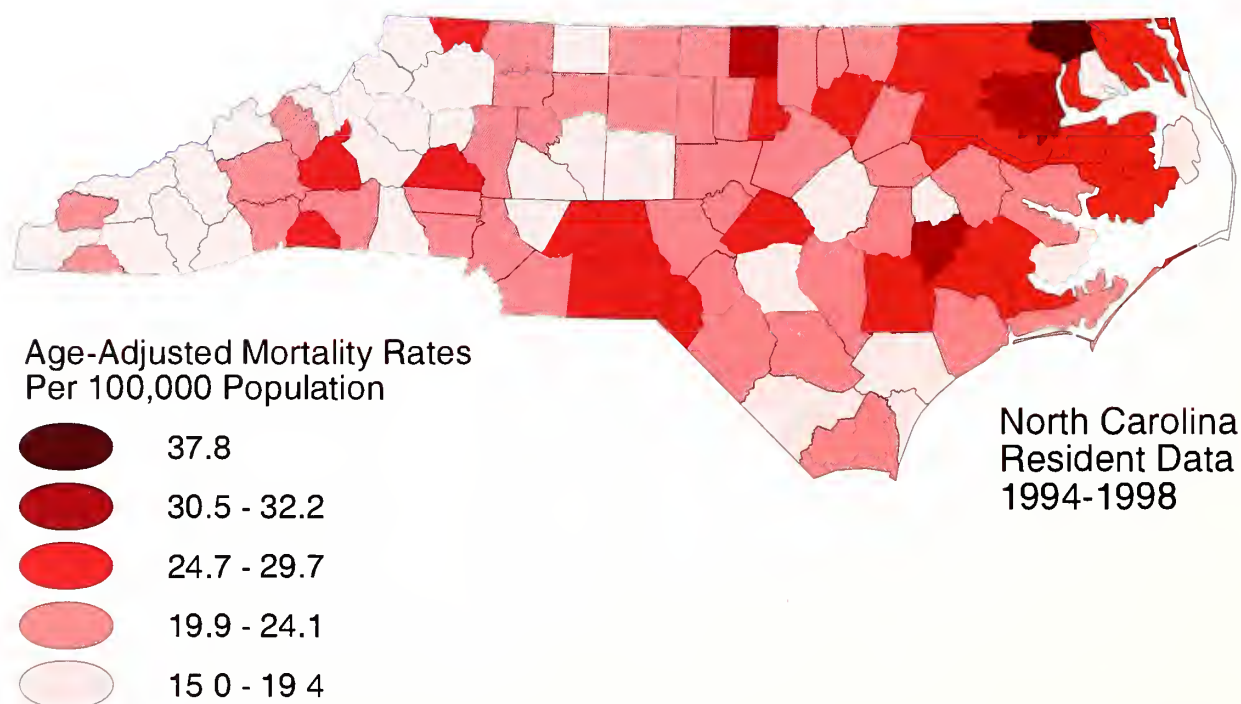 Age-Adjusted Mortality Rates
Per 100,000 Population
37.8
30.5 - 32.2
24.7 - 29.7
19.9 - 24.1
15 0 - 19 4
North Carolina
Resident Data
1994-1998